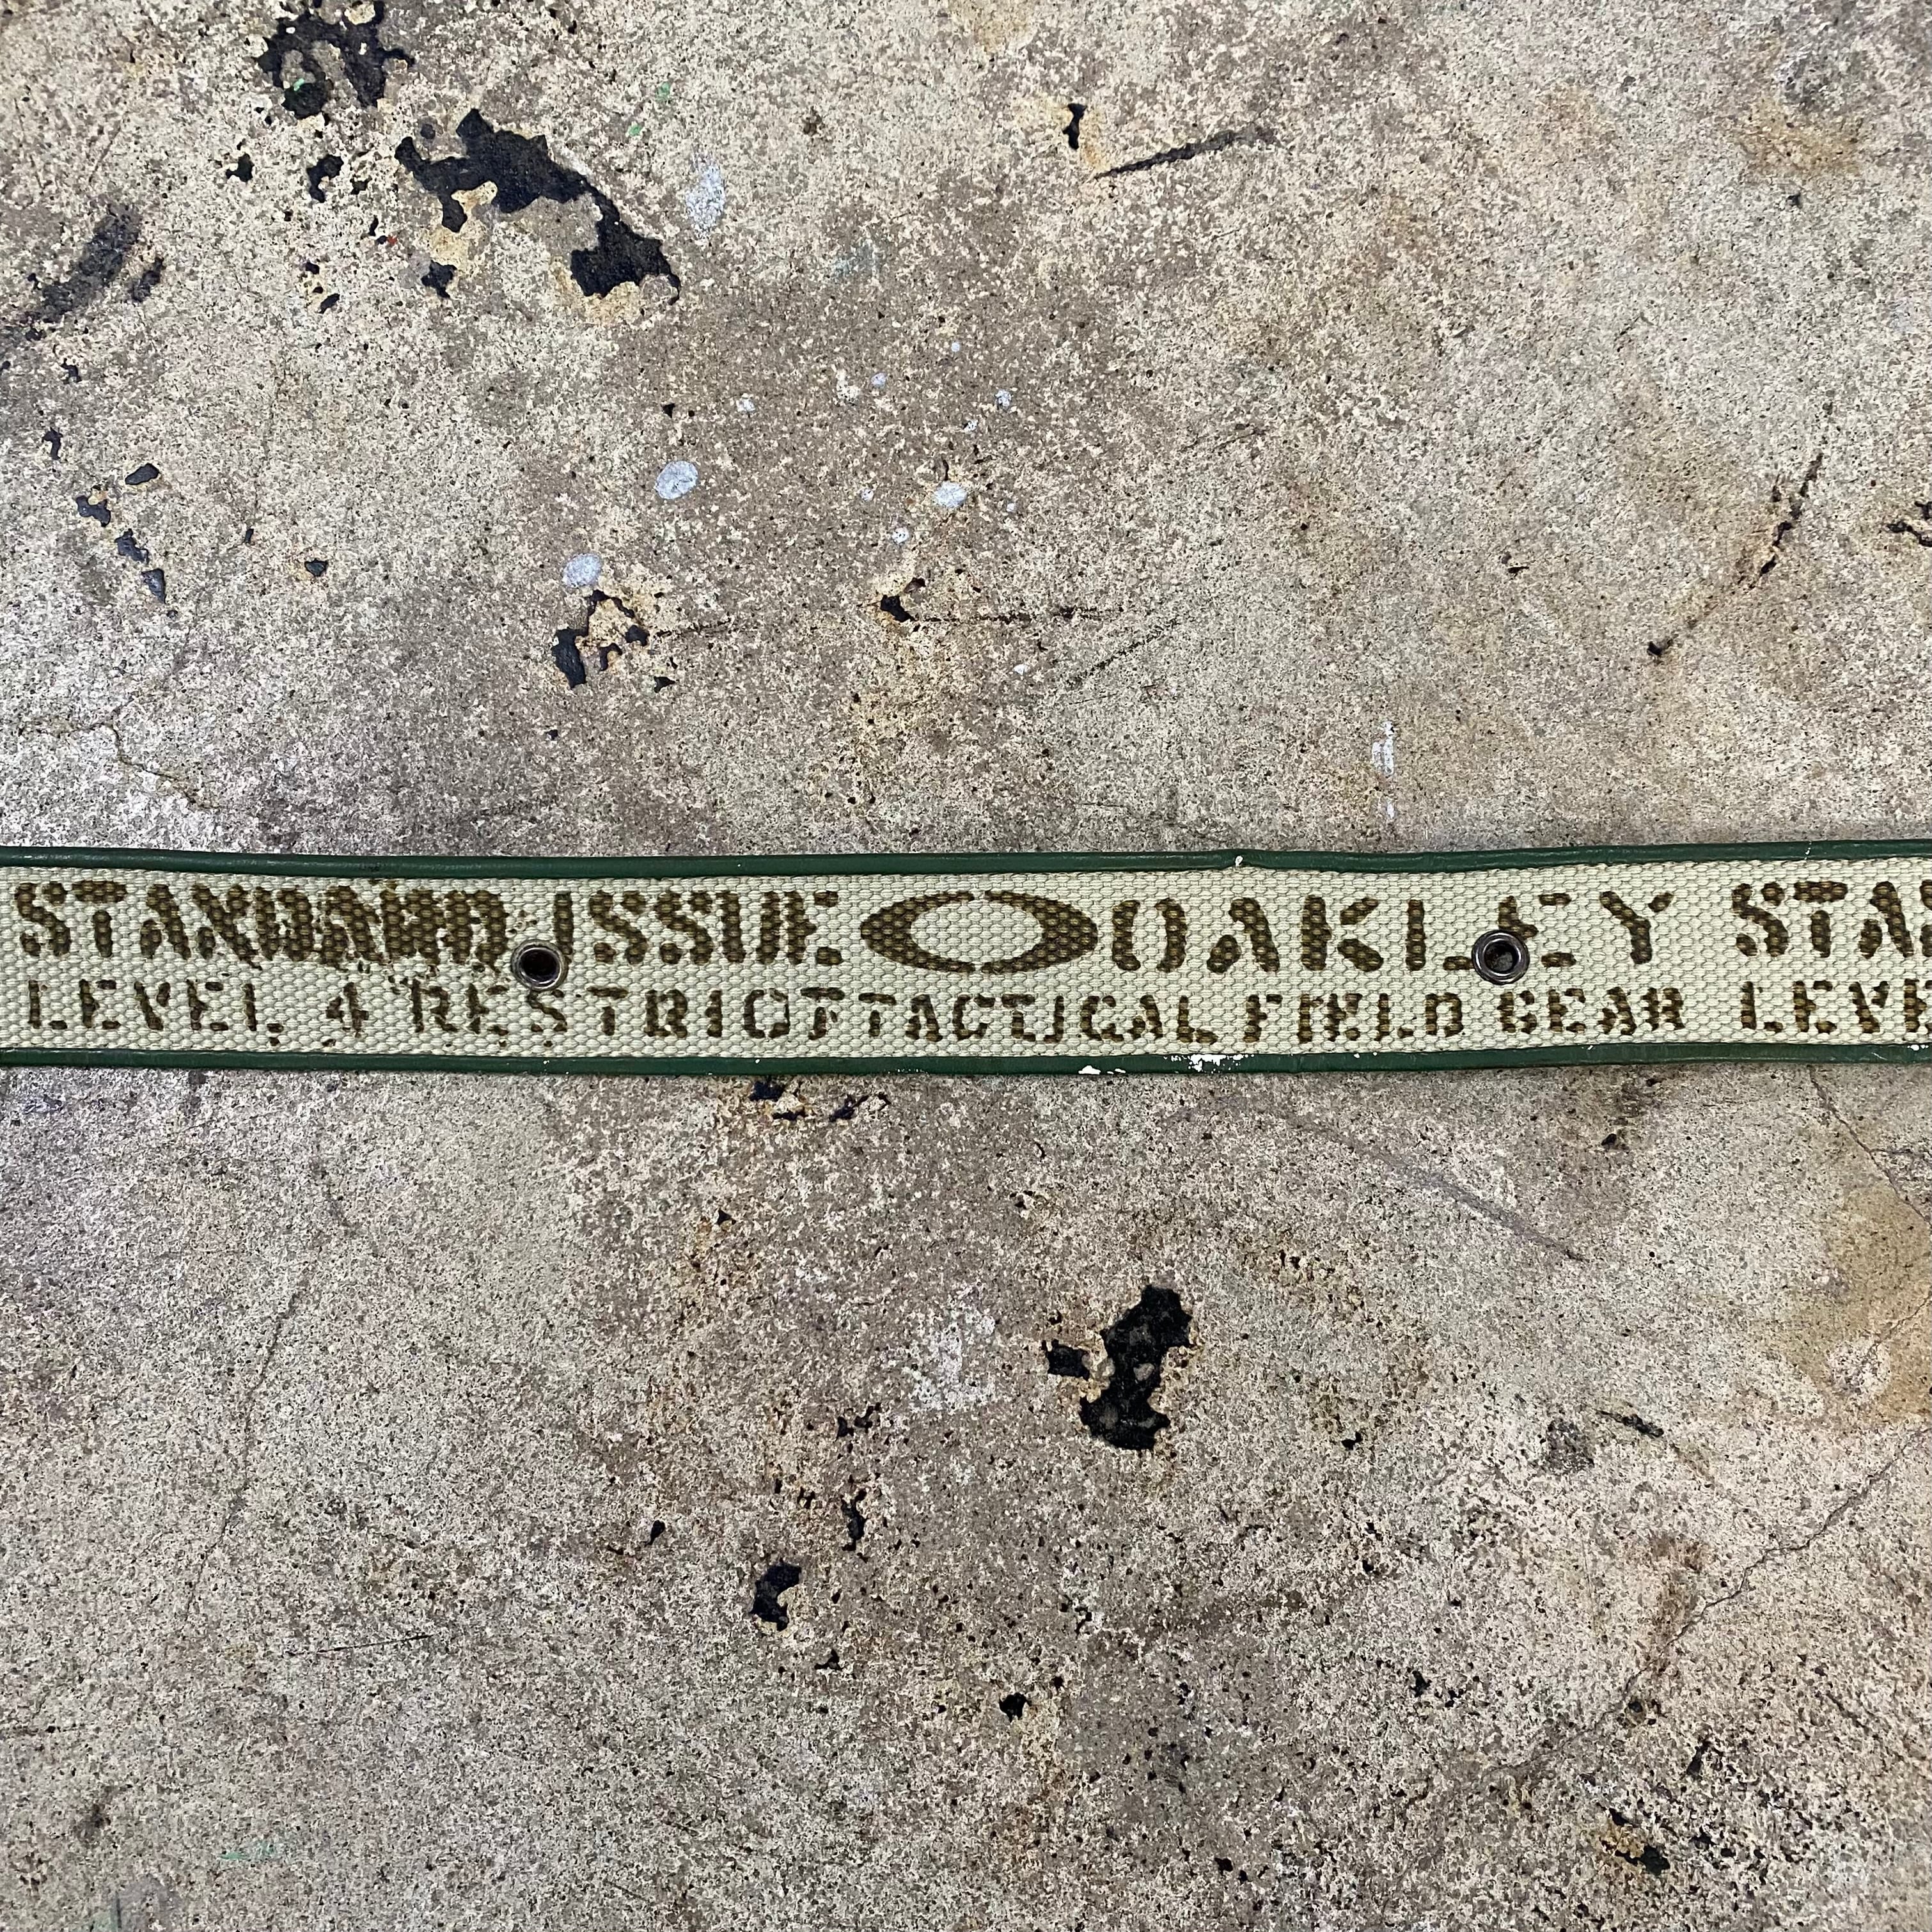 STANDARD ISSUE OAKLEY STA
LEVEL 4 RESTRICT TACTICAL FIELD GEAR LEVE